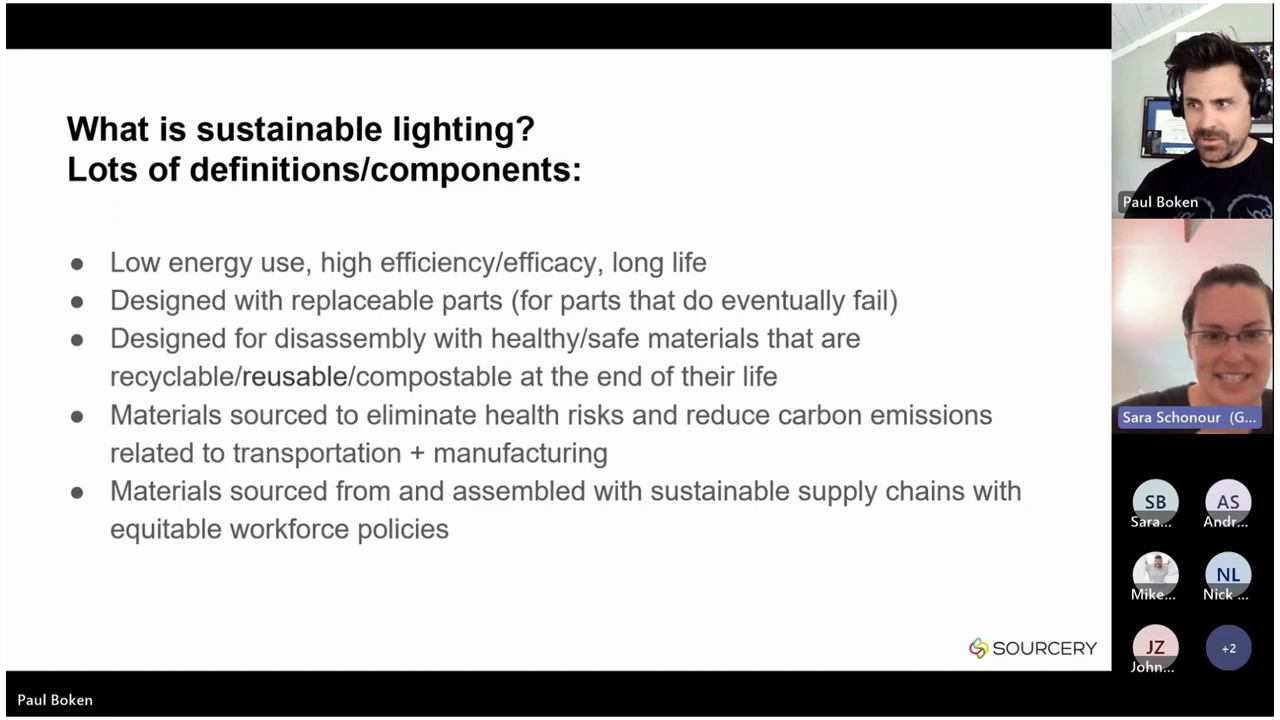 What is sustainable lighting?
Lots of definitions/components:
● Low energy use, high efficiency/efficacy, long life
● Designed with replaceable parts (for parts that do eventually fail)
● Designed for disassembly with healthy/safe materials that are
recyclable/reusable/compostable at the end of their life
● Materials sourced to eliminate health risks and reduce carbon emissions
related to transportation + manufacturing
● Materials sourced from and assembled with sustainable supply chains with
equitable workforce policies
SOURCERY
Paul Boken
Paul Boken
Sara Schonour (G...
SB
Sara...
AS
Andr...
Mike...
NL
Nick ...
JZ
John...
+2